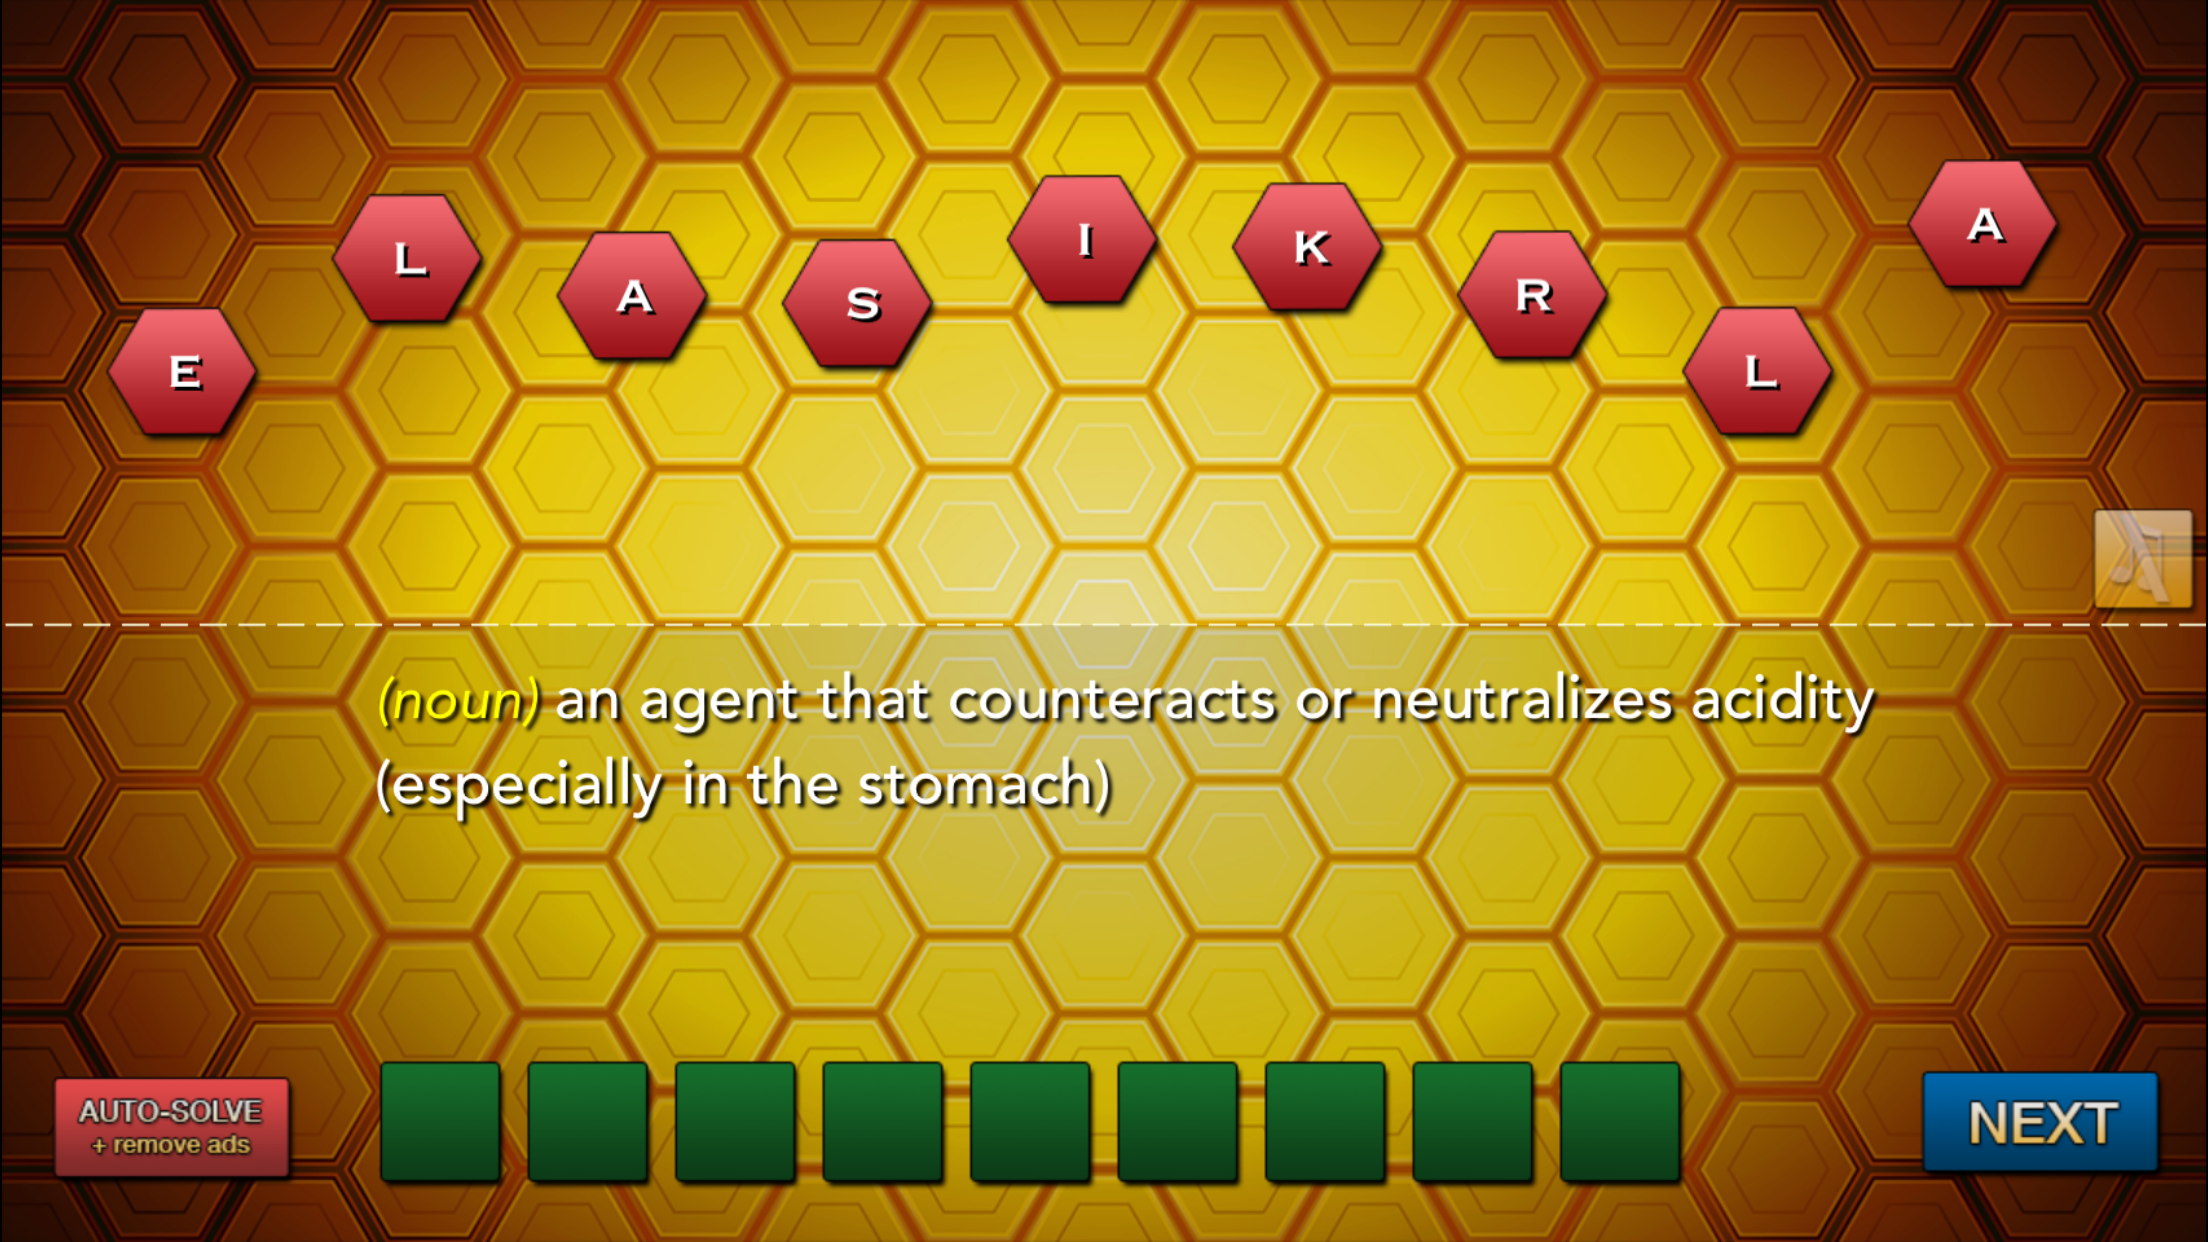 E L A S I K R L A
(noun) an agent that counteracts or neutralizes acidity
(especially in the stomach)
AUTO-SOLVE
+ remove ads
NEXT